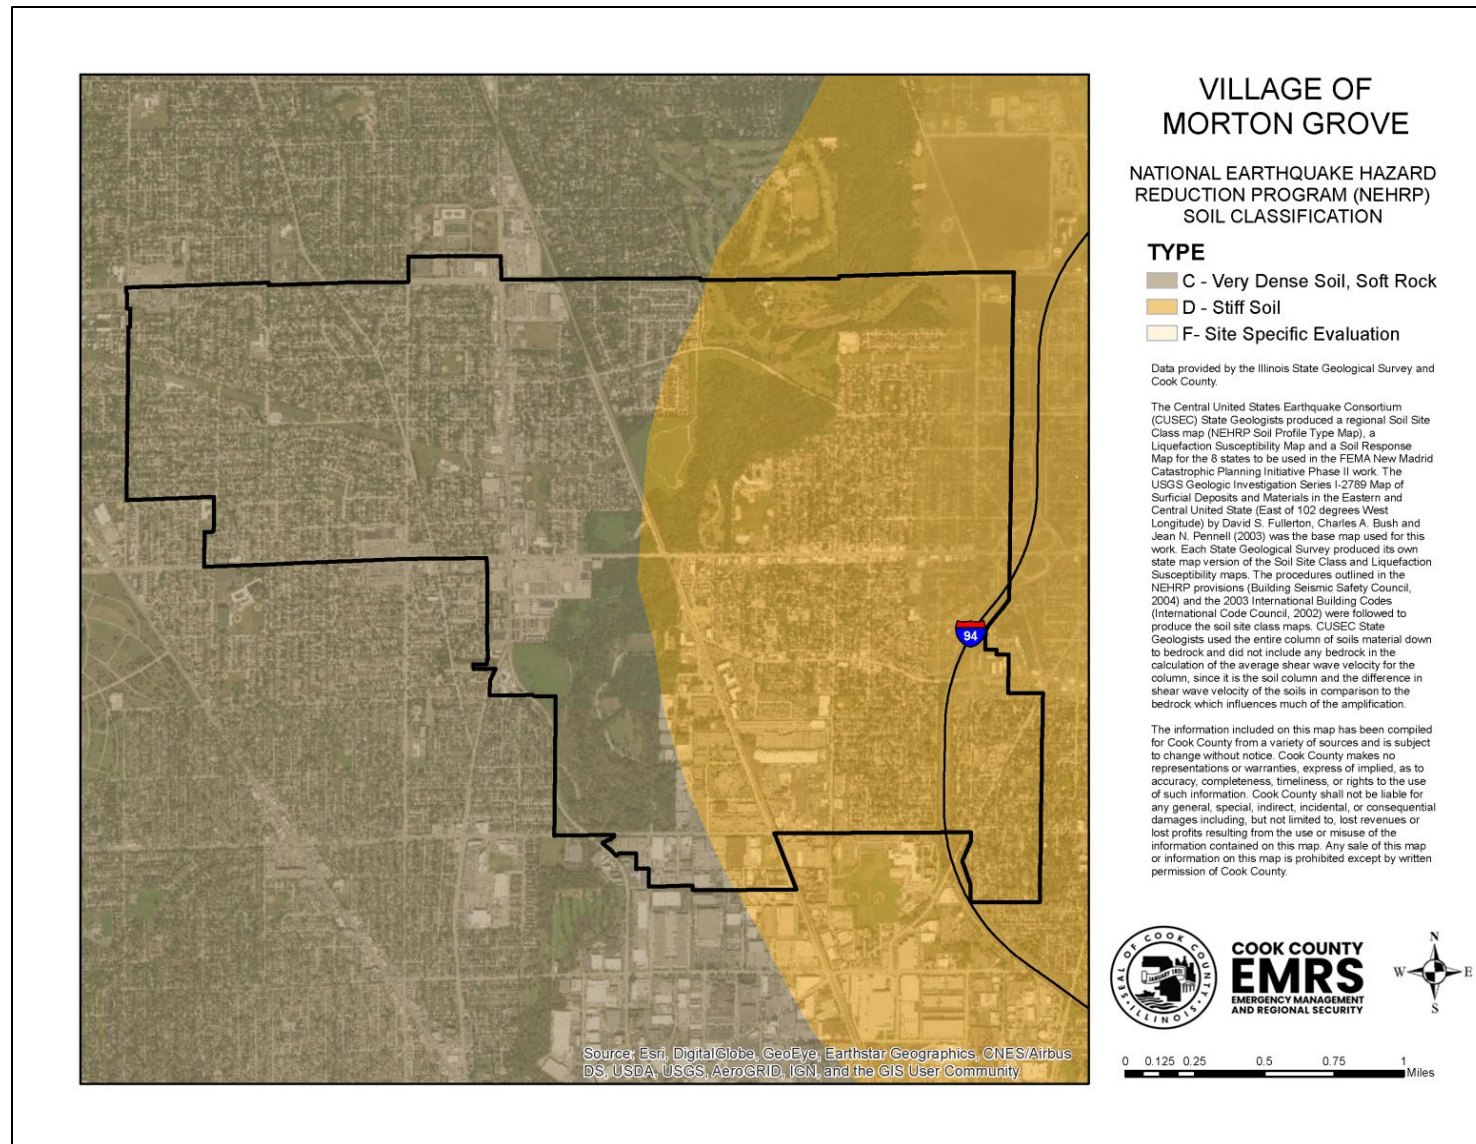 VILLAGE OF
MORTON GROVE
NATIONAL EARTHQUAKE HAZARD
REDUCTION PROGRAM (NEHRP)
SOIL CLASSIFICATION
TYPE
C - Very Dense Soil, Soft Rock
D - Stiff Soil
F- Site Specific Evaluation
Data provided by the Illinois State Geological Survey and
Cook County.
The Central United States Earthquake Consortium
(CUSEC) State Geologists produced a regional Soil Site
Class map (NEHRP Soil Profile Type Map), a
Liquefaction Susceptibility Map and a Soil Response
Map for the 8 states to be used in the FEMA New Madrid
Catastrophic Planning Initiative Phase II work. The
USGS Geologic Investigation Series I-2789 Map of
Surficial Deposits and Materials in the Eastern and
Central United State (East of 102 degrees West
Longitude) by David S. Fullerton, Charles A. Bush and
Jean N. Pennell (2003) was the base map used for this
work. Each State Geological Survey produced its own
state map version of the Soil Site Class and Liquefaction
Susceptibility maps. The procedures outlined in the
NEHRP provisions (Building Seismic Safety Council,
2004) and the 2003 International Building Codes
(International Code Council, 2002) were followed to
produce the soil site class maps. CUSEC State
Geologists used the entire column of soils material down
to bedrock and did not include any bedrock in the
calculation of the average shear wave velocity for the
column, since it is the soil column and the difference in
shear wave velocity of the soils in comparison to the
bedrock which influences much of the amplification.
The information included on this map has been compiled
for Cook County from a variety of sources and is subject
to change without notice. Cook County makes no
representations or warranties, express of implied, as to
accuracy, completeness, timeliness, or rights to the use
of such information. Cook County shall not be liable for
any general, special, indirect, incidental, or consequential
damages including, but not limited to, lost revenues or
lost profits resulting from the use or misuse of the
information contained on this map. Any sale of this map
or information on this map is prohibited except by written
permission of Cook County.
94
Source: Esri, DigitalGlobe, GeoEye, Earthstar Geographics, CNES/Airbus
DS, USDA, USGS, AeroGRID, IGN, and the GIS User Community
SEAL OF COOK COUNTY
JANUARY 1831
ILLINOIS
COOK COUNTY
EMRS
EMERGENCY MANAGEMENT
AND REGIONAL SECURITY
N
W E
S
0 0.125 0.25 0.5 0.75 1
Miles